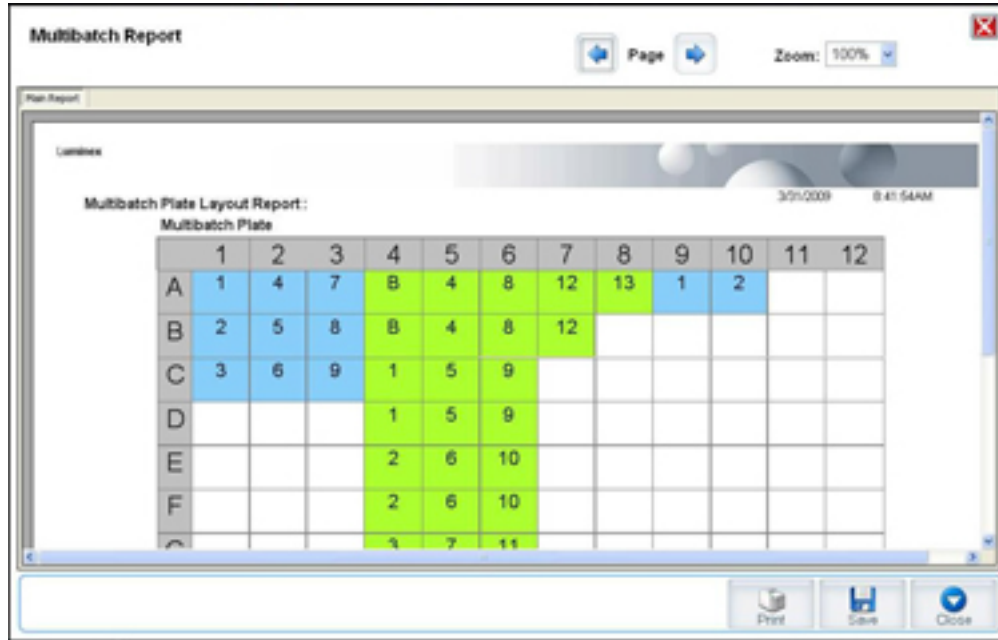 Multibatch Report
Page
Zoom: 100%
Main Report
Luminex
3/31/2009 8:41:54AM
Multibatch Plate Layout Report :
Multibatch Plate
1 2 3 4 5 6 7 8 9 10 11 12
A 1 4 7 B 4 8 12 13 1 2
B 2 5 8 B 4 8 12
C 3 6 9 1 5 9
D 1 5 9
E 2 6 10
F 2 6 10
3 7 11
Print Save Close